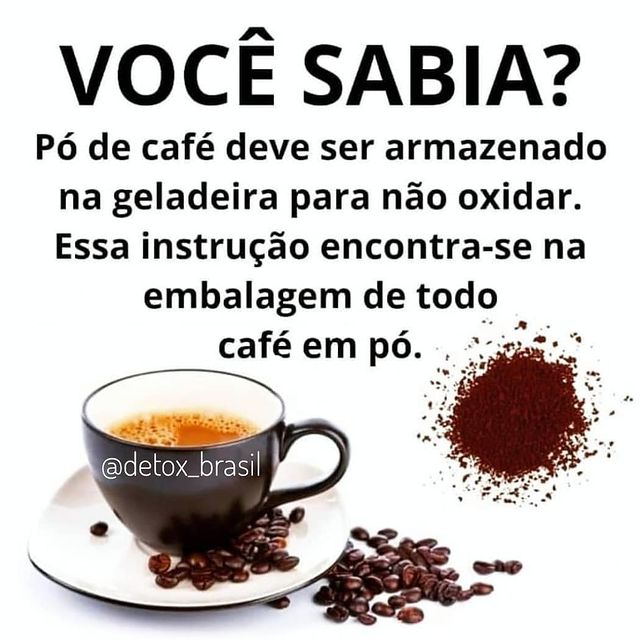 VOCÊ SABIA?
Pó de café deve ser armazenado
na geladeira para não oxidar.
Essa instrução encontra-se na
embalagem de todo
café em pó.
@detox_brasil